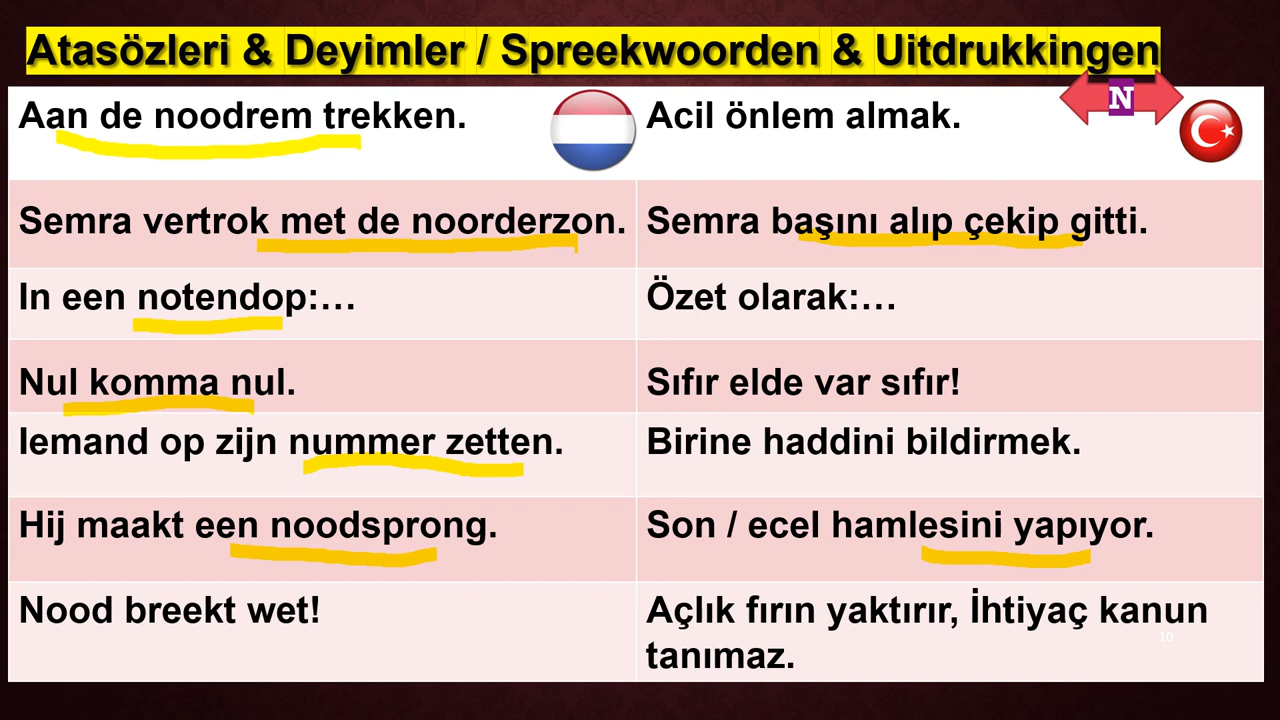 Atasözleri & Deyimler / Spreekwoorden & Uitdrukkingen
N
Aan de noodrem trekken.
Acil önlem almak.
Semra vertrok met de noorderzon.
Semra başını alıp çekip gitti.
In een notendop:...
Özet olarak:...
Nul komma nul.
Sıfır elde var sıfır!
Iemand op zijn nummer zetten.
Birine haddini bildirmek.
Hij maakt een noodsprong.
Son / ecel hamlesini yapıyor.
Nood breekt wet!
Açlık fırın yaktırır, İhtiyaç kanun
tanımaz.
10